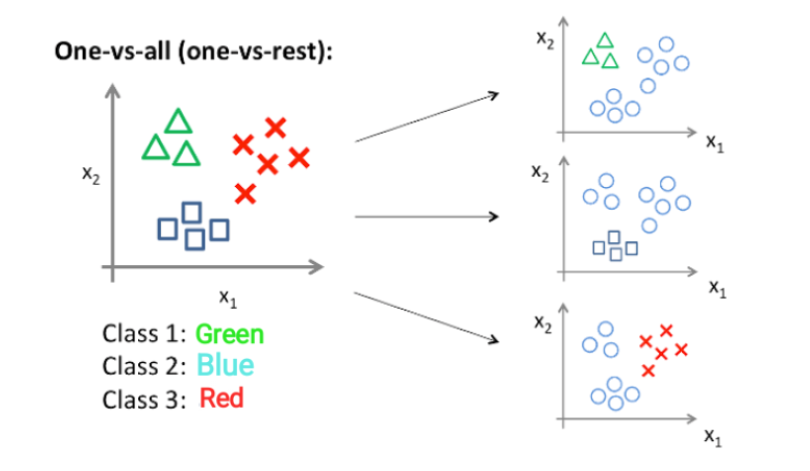 One-vs-all (one-vs-rest):
x₂
x₁
Class 1: Green
Class 2: Blue
Class 3: Red
x₂
x₁
x₂
x₁
x₂
x₁